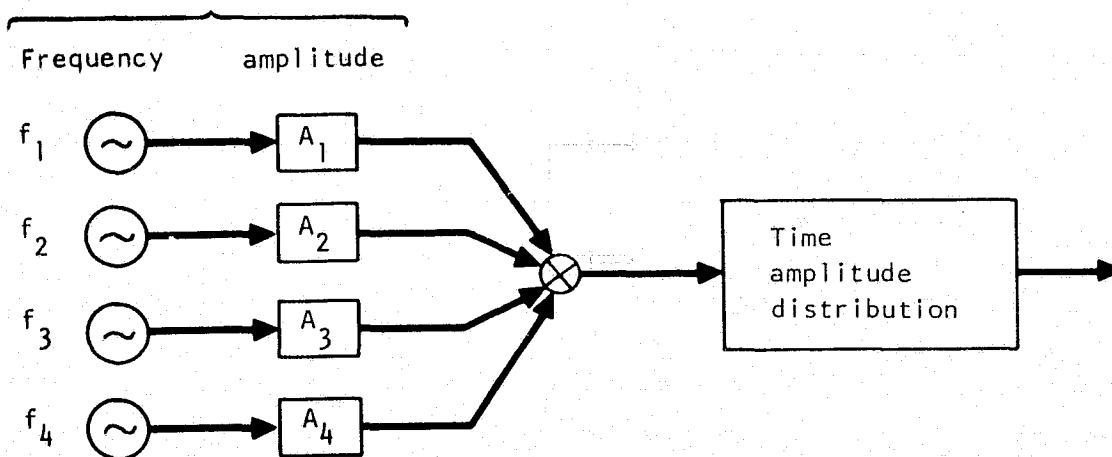 Frequency amplitude
f1 A1
f2 A2
f3 A3
f4 A4
Time
amplitude
distribution